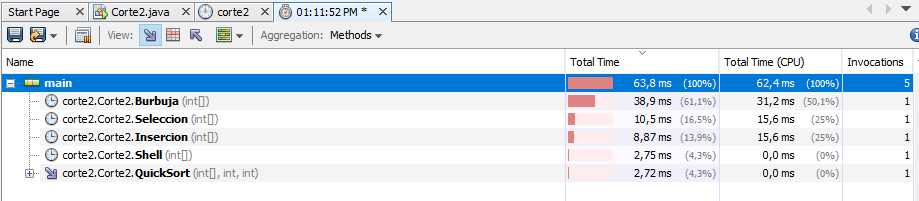 Start Page Corte2.java corte2 01:11:52 PM *
View: Aggregation: Methods
Name Total Time Total Time (CPU) Invocations
main 63,8 ms (100%) 62,4 ms (100%) 5
corte2.Corte2.Burbuja (int[]) 38,9 ms (61,1%) 31,2 ms (50,1%) 1
corte2.Corte2.Seleccion (int[]) 10,5 ms (16,5%) 15,6 ms (25%) 1
corte2.Corte2.Insercion (int[]) 8,87 ms (13,9%) 15,6 ms (25%) 1
corte2.Corte2.Shell (int[]) 2,75 ms (4,3%) 0,0 ms (0%) 1
corte2.Corte2.QuickSort (int[], int, int) 2,72 ms (4,3%) 0,0 ms (0%) 1